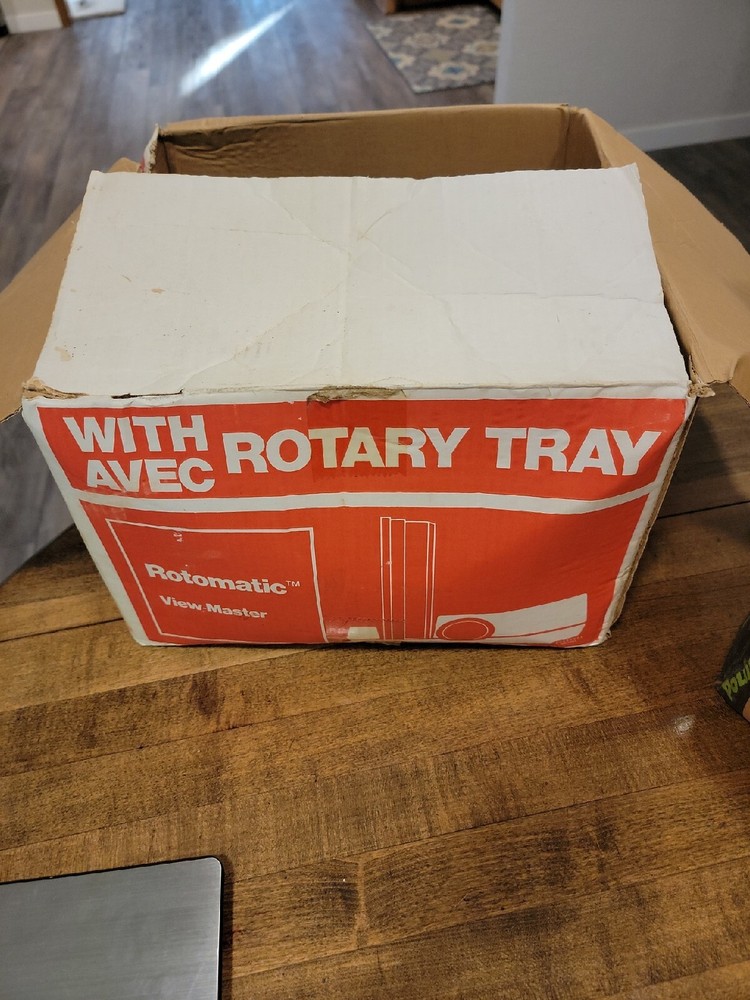 WITH
AVEC ROTARY TRAY
Rotomatic™
View-Master